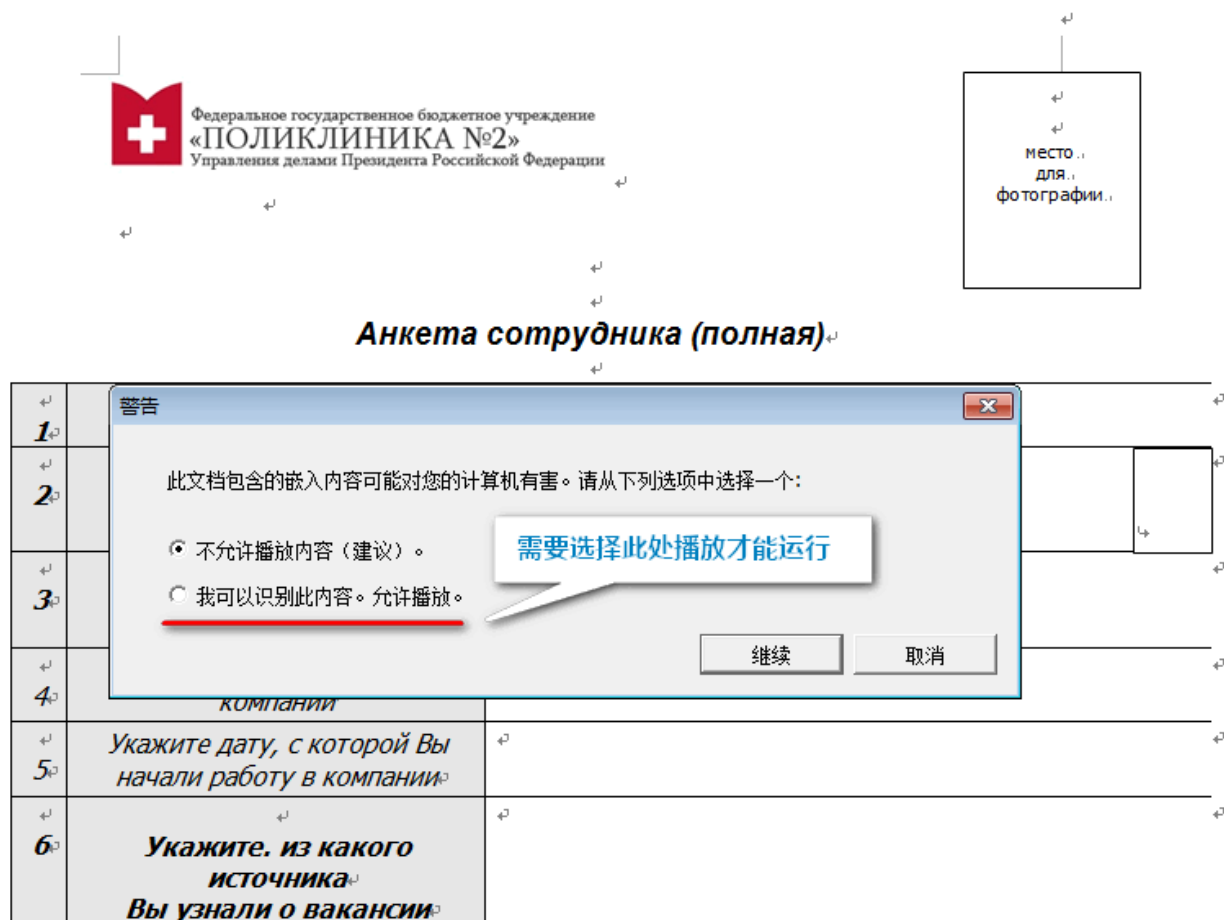 Федеральное государственное бюджетное учреждение
«ПОЛИКЛИНИКА №2»
Управления делами Президента Российской Федерации
место
для
фотографии
Анкета сотрудника (полная)
1
2
3
警告
此文档包含的嵌入内容可能对您的计算机有害。请从下列选项中选择一个：
不允许播放内容（建议）。
我可以识别此内容。允许播放。
需要选择此处播放才能运行
继续
取消
4
компании
5
Укажите дату, с которой Вы
начали работу в компании
6
Укажите. из какого
источника
Вы узнали о вакансии